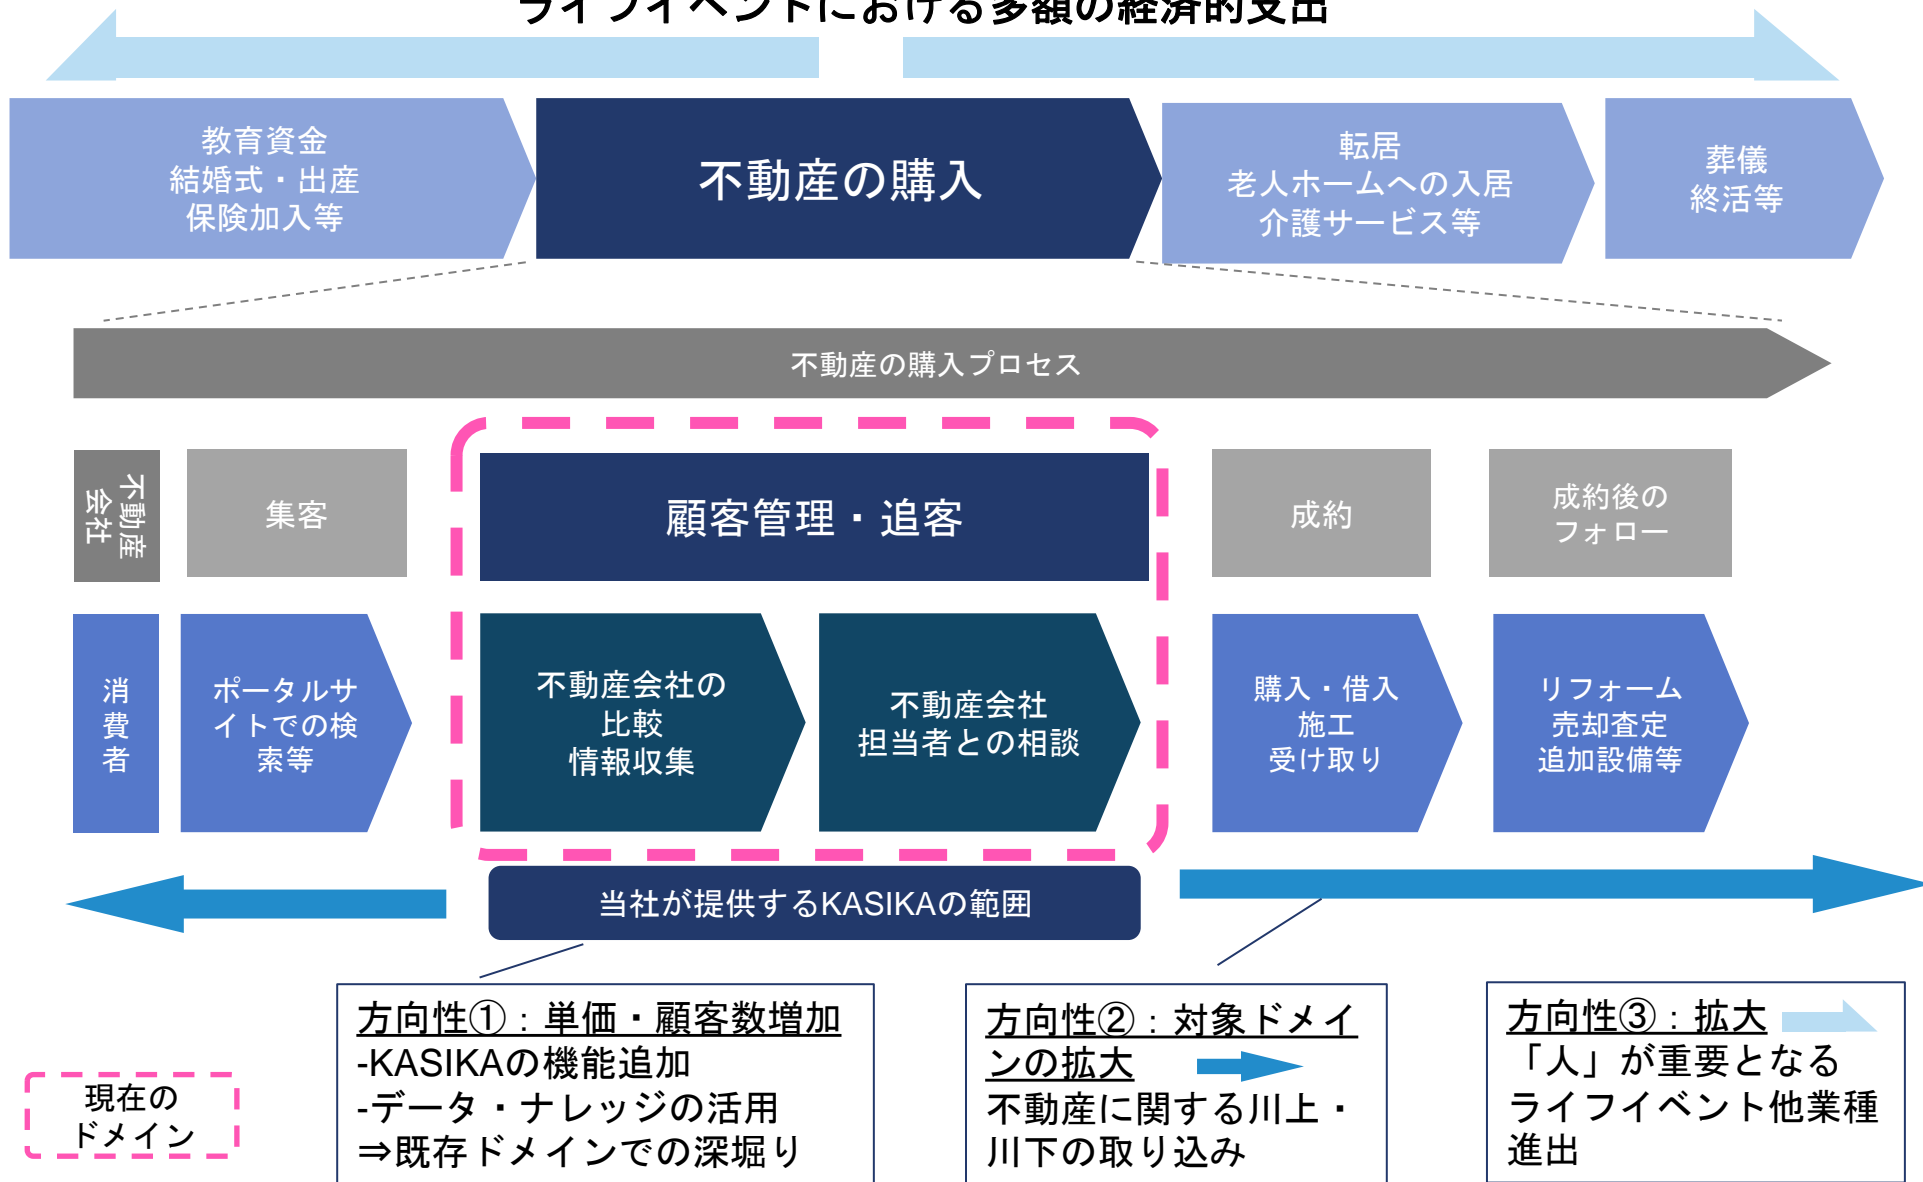 ライフイベントにおける多額の経済的支出
教育資金
結婚式・出産
保険加入等
不動産の購入
転居
老人ホームへの入居
介護サービス等
葬儀
終活等
不動産の購入プロセス
不動産
会社
集客
顧客管理・追客
成約
成約後の
フォロー
消
費
者
ポータルサ
イトでの検
索等
不動産会社の
比較
情報収集
不動産会社
担当者との相談
購入・借入
施工
受け取り
リフォーム
売却査定
追加設備等
当社が提供するKASIKAの範囲
現在の
ドメイン
方向性①：単価・顧客数増加
-KASIKAの機能追加
-データ・ナレッジの活用
⇒既存ドメインでの深堀り
方向性②：対象ドメイ
ンの拡大
不動産に関する川上・
川下の取り込み
方向性③：拡大
「人」が重要となる
ライフイベント他業種
進出